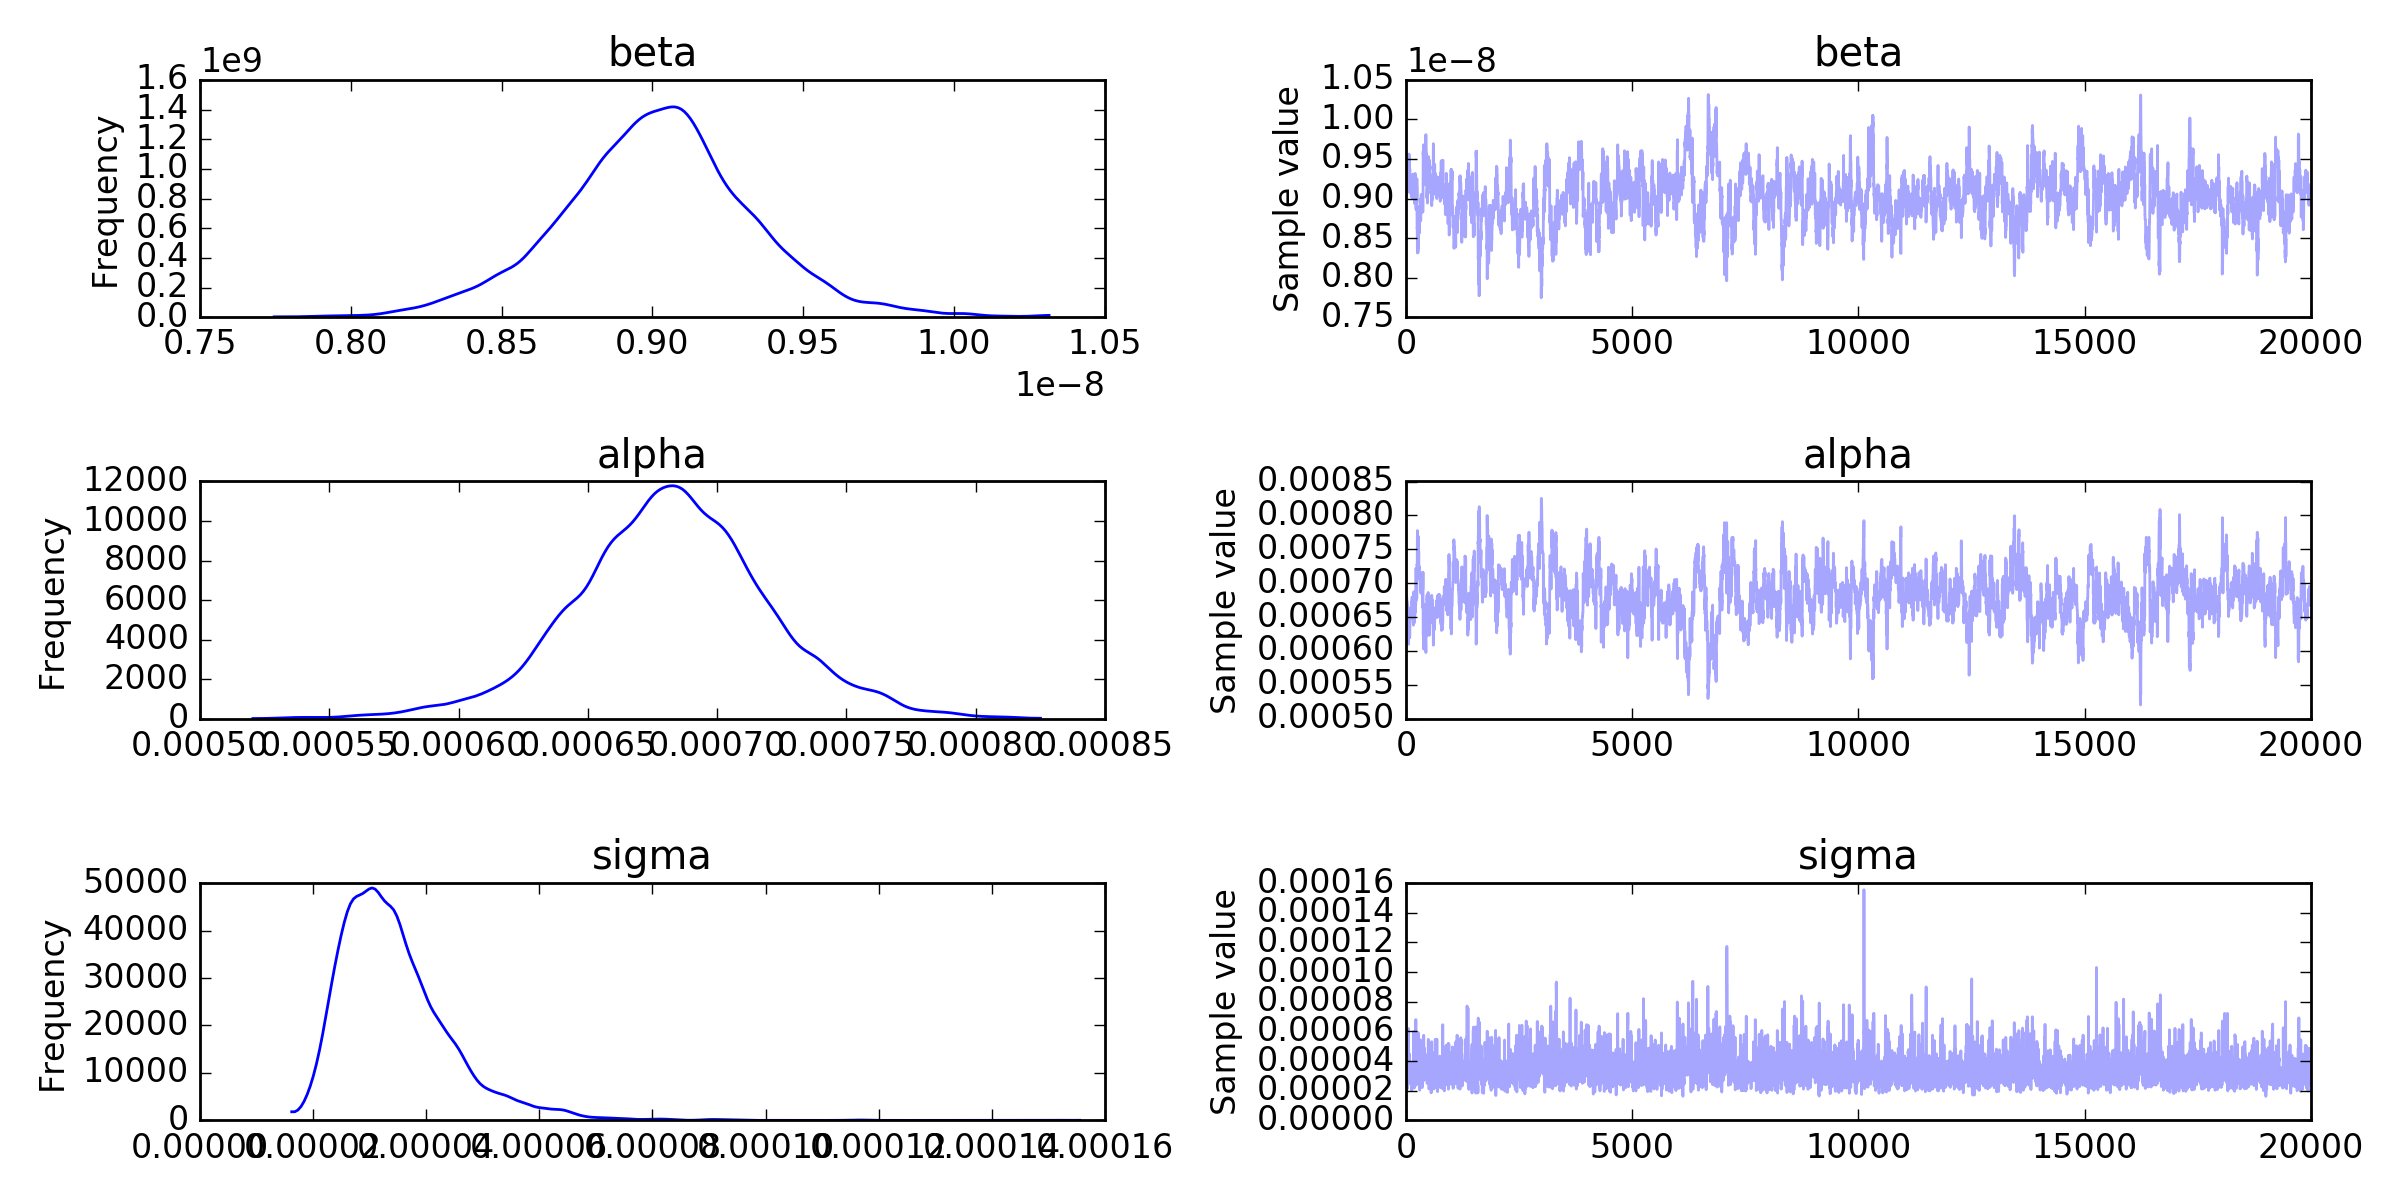 beta
1e9
1.6
1.4
1.2
1.0
0.8
0.6
0.4
0.2
0.0
Frequency
0.75 0.80 0.85 0.90 0.95 1.00 1.05
1e−8
beta
1e−8
1.05
1.00
0.95
0.90
0.85
0.80
0.75
Sample value
0 5000 10000 15000 20000
alpha
12000
10000
8000
6000
4000
2000
0
Frequency
0.00050 0.00055 0.00060 0.00065 0.00070 0.00075 0.00080 0.00085
alpha
0.00085
0.00080
0.00075
0.00070
0.00065
0.00060
0.00055
0.00050
Sample value
0 5000 10000 15000 20000
sigma
50000
40000
30000
20000
10000
0
Frequency
0.00000 0.00002 0.00004 0.00006 0.00008 0.00010 0.00012 0.00014 0.00016
sigma
0.00016
0.00014
0.00012
0.00010
0.00008
0.00006
0.00004
0.00002
0.00000
Sample value
0 5000 10000 15000 20000